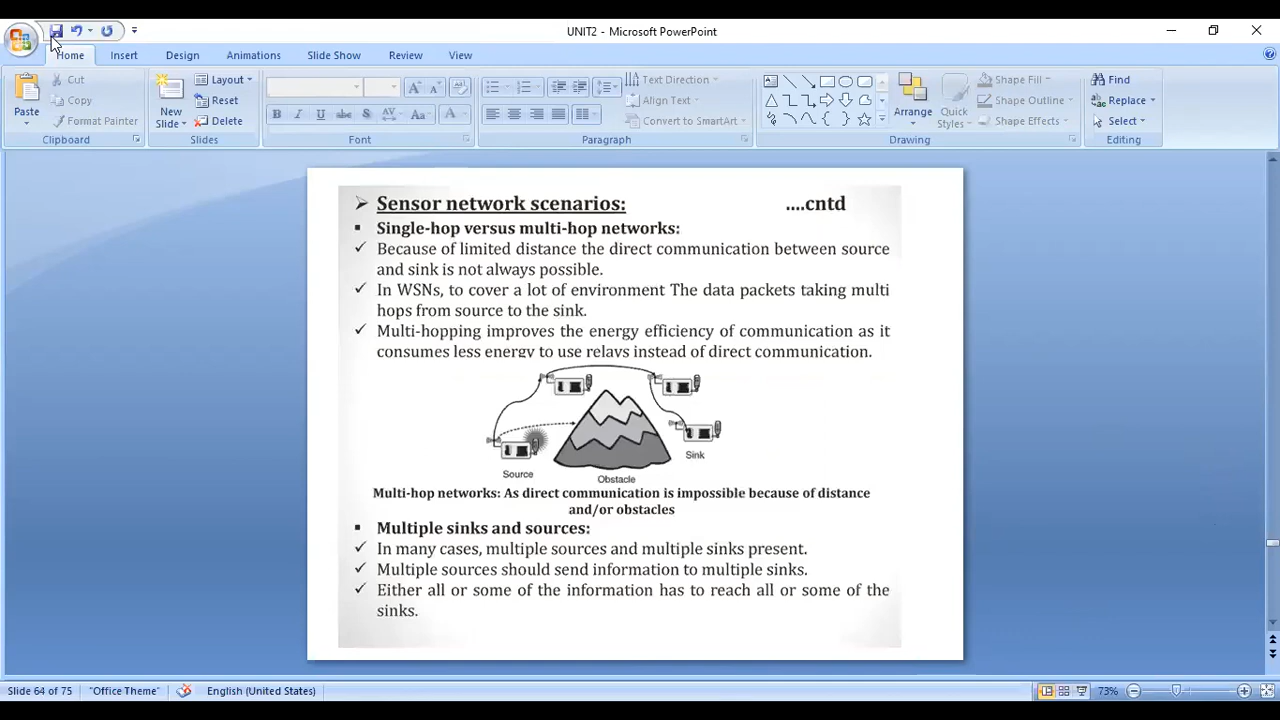 UNIT2 - Microsoft PowerPoint
Home Insert Design Animations Slide Show Review View
Paste
Cut
Copy
Format Painter
Clipboard
New Slide
Layout
Reset
Delete
Slides
B I U abc S AV Aa A
Font
Text Direction
Align Text
Convert to SmartArt
Paragraph
Arrange
Quick Styles
Shape Fill
Shape Outline
Shape Effects
Drawing
Find
Replace
Select
Editing
Sensor network scenarios: ....cntd
Single-hop versus multi-hop networks:
Because of limited distance the direct communication between source
and sink is not always possible.
In WSNs, to cover a lot of environment The data packets taking multi
hops from source to the sink.
Multi-hopping improves the energy efficiency of communication as it
consumes less energy to use relays instead of direct communication.
Source
Obstacle
Sink
Multi-hop networks: As direct communication is impossible because of distance
and/or obstacles
Multiple sinks and sources:
In many cases, multiple sources and multiple sinks present.
Multiple sources should send information to multiple sinks.
Either all or some of the information has to reach all or some of the
sinks.
Slide 64 of 75 "Office Theme" English (United States) 73%